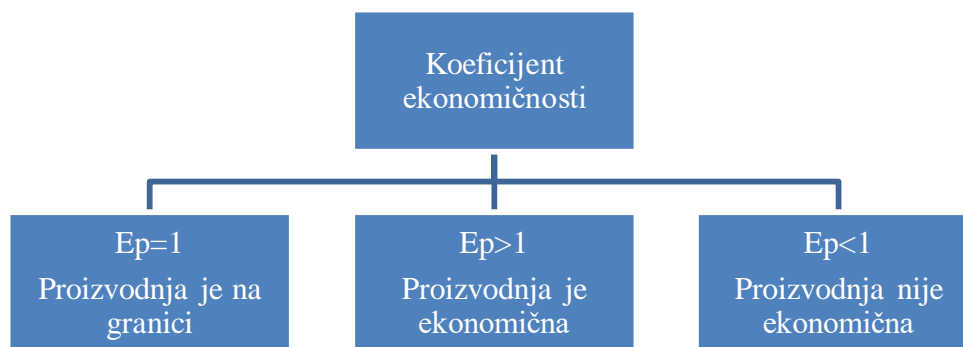 Koeficijent
ekonomičnosti
Ep=1
Proizvodnja je na
granici
Ep>1
Proizvodnja je
ekonomična
Ep<1
Proizvodnja nije
ekonomična